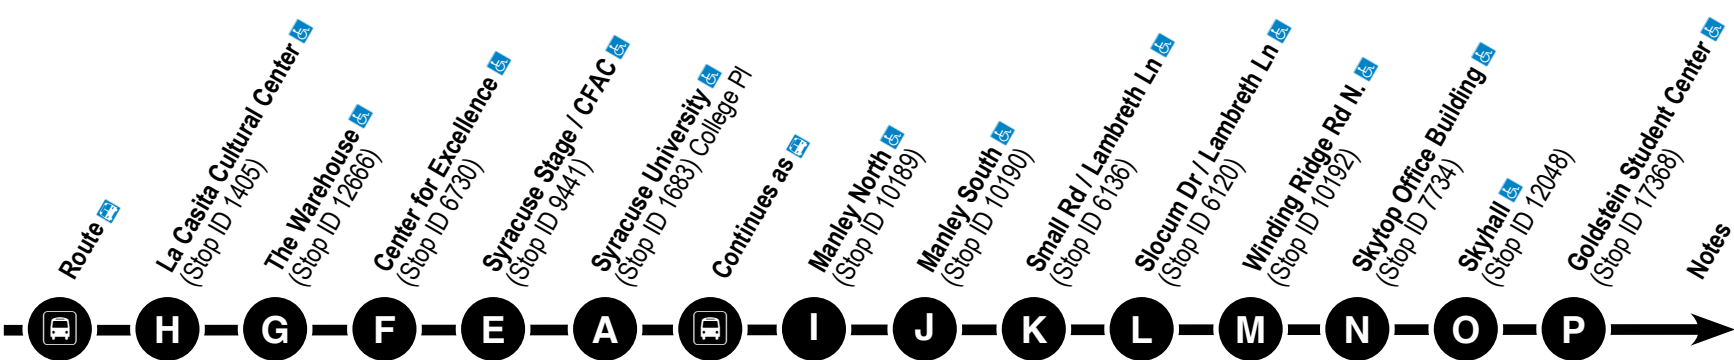 Route
La Casita Cultural Center
(Stop ID 1405)
The Warehouse
(Stop ID 12666)
Center for Excellence
(Stop ID 6730)
Syracuse Stage / CFAC
(Stop ID 9441)
Syracuse University
(Stop ID 1683) College Pl
Continues as
Manley North
(Stop ID 10189)
Manley South
(Stop ID 10190)
Small Rd / Lambreth Ln
(Stop ID 6136)
Slocum Dr / Lambreth Ln
(Stop ID 6120)
Winding Ridge Rd N.
(Stop ID 10192)
Skytop Office Building
(Stop ID 7734)
Skyhall
(Stop ID 12048)
Goldstein Student Center
(Stop ID 17368)
Notes
H G F E A I J K L M N O P